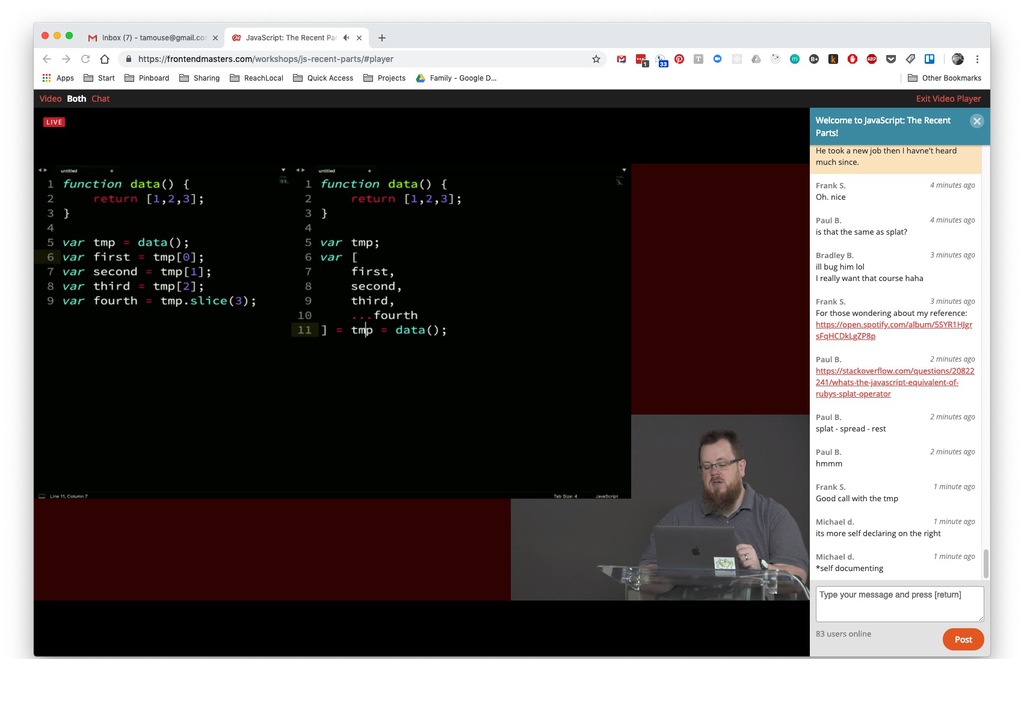 Inbox (7) - tamouse@gmail.co
JavaScript: The Recent Par
https://frontendmasters.com/workshops/js-recent-parts/#player
Apps Start Pinboard Sharing ReachLocal Quick Access Projects Family - Google D... Other Bookmarks
Video Both Chat Exit Video Player
LIVE
untitled
1 function data() {
2 return [1,2,3];
3 }
4
5 var tmp = data();
6 var first = tmp[0];
7 var second = tmp[1];
8 var third = tmp[2];
9 var fourth = tmp.slice(3);
Line 11, Column 7
untitled
1 function data() {
2 return [1,2,3];
3 }
4
5 var tmp;
6 var [
7 first,
8 second,
9 third,
10 ...fourth
11 ] = tmp = data();
Tab Size: 4 JavaScript
Welcome to JavaScript: The Recent
Parts!
He took a new job then I havne't heard
much since.
Frank S. 4 minutes ago
Oh. nice
Paul B. 4 minutes ago
is that the same as splat?
Bradley B. 3 minutes ago
ill bug him lol
I really want that course haha
Frank S. 3 minutes ago
For those wondering about my reference:
https://open.spotify.com/album/5SYR1HJgr
sFqHCDkLgZP8p
Paul B. 2 minutes ago
https://stackoverflow.com/questions/20822
241/whats-the-javascript-equivalent-of-
rubys-splat-operator
Paul B. 2 minutes ago
splat - spread - rest
Paul B. 2 minutes ago
hmmm
Frank S. 1 minute ago
Good call with the tmp
Michael d. 1 minute ago
its more self declaring on the right
Michael d. 1 minute ago
*self documenting
Type your message and press [return]
83 users online
Post